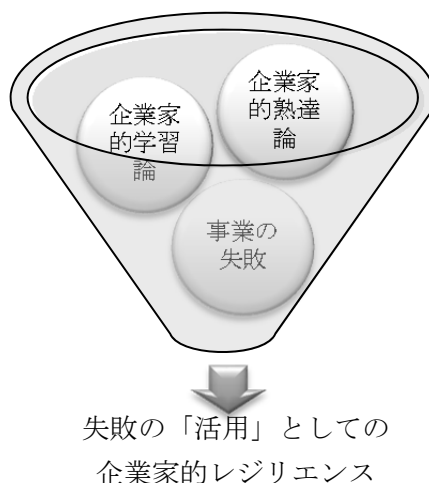 企業家
的学習
論
企業家
的熟達
論
事業の
失敗
失敗の「活用」としての
企業家的レジリエンス